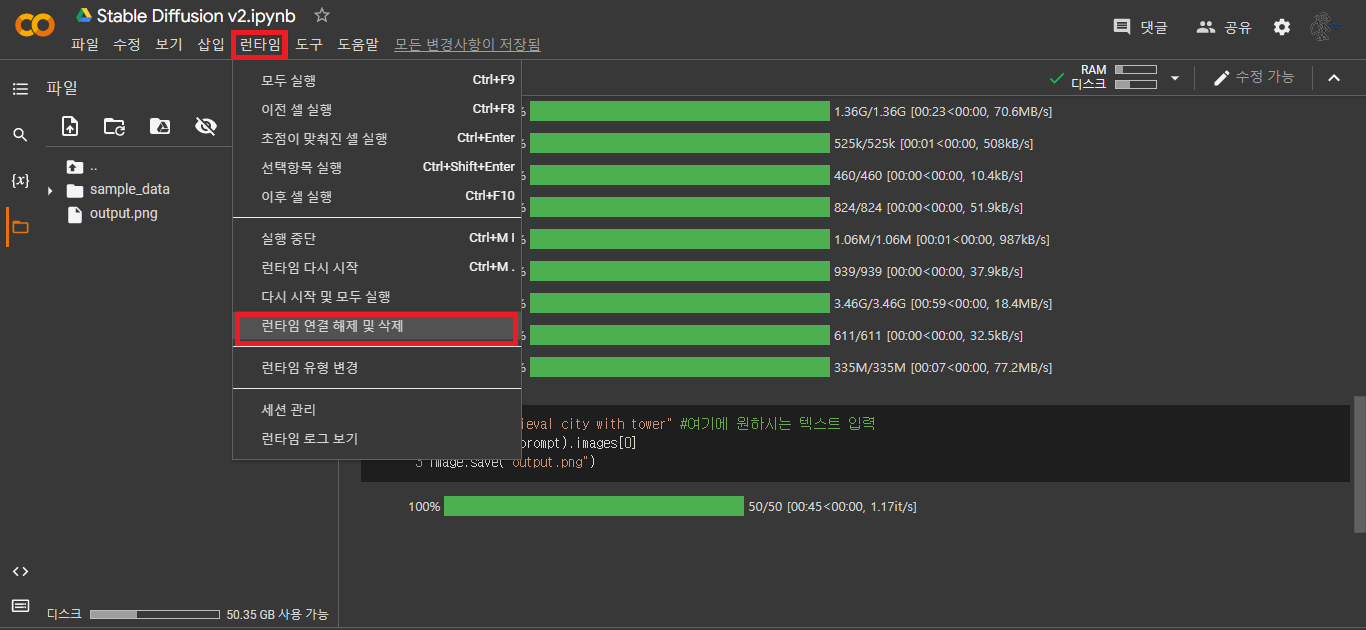 Stable Diffusion v2.ipynb
파일 수정 보기 삽입 런타임 도구 도움말 모든 변경사항이 저장됨
댓글 공유
파일
RAM
디스크
수정 가능
모두 실행 Ctrl+F9
이전 셀 실행 Ctrl+F8
초점이 맞춰진 셀 실행 Ctrl+Enter
선택항목 실행 Ctrl+Shift+Enter
이후 셀 실행 Ctrl+F10
실행 중단 Ctrl+M I
런타임 다시 시작 Ctrl+M .
다시 시작 및 모두 실행
런타임 연결 해제 및 삭제
런타임 유형 변경
세션 관리
런타임 로그 보기
{x}
..
sample_data
output.png
% 1.36G/1.36G [00:23<00:00, 70.6MB/s]
% 525k/525k [00:01<00:00, 508kB/s]
% 460/460 [00:00<00:00, 10.4kB/s]
% 824/824 [00:00<00:00, 51.9kB/s]
% 1.06M/1.06M [00:01<00:00, 987kB/s]
% 939/939 [00:00<00:00, 37.9kB/s]
% 3.46G/3.46G [00:59<00:00, 18.4MB/s]
% 611/611 [00:00<00:00, 32.5kB/s]
% 335M/335M [00:07<00:00, 77.2MB/s]
ieval city with tower" #여기에 원하시는 텍스트 입력
prompt).images[0]
3 image.save("output.png")
100% 50/50 [00:45<00:00, 1.17it/s]
디스크 50.35 GB 사용 가능